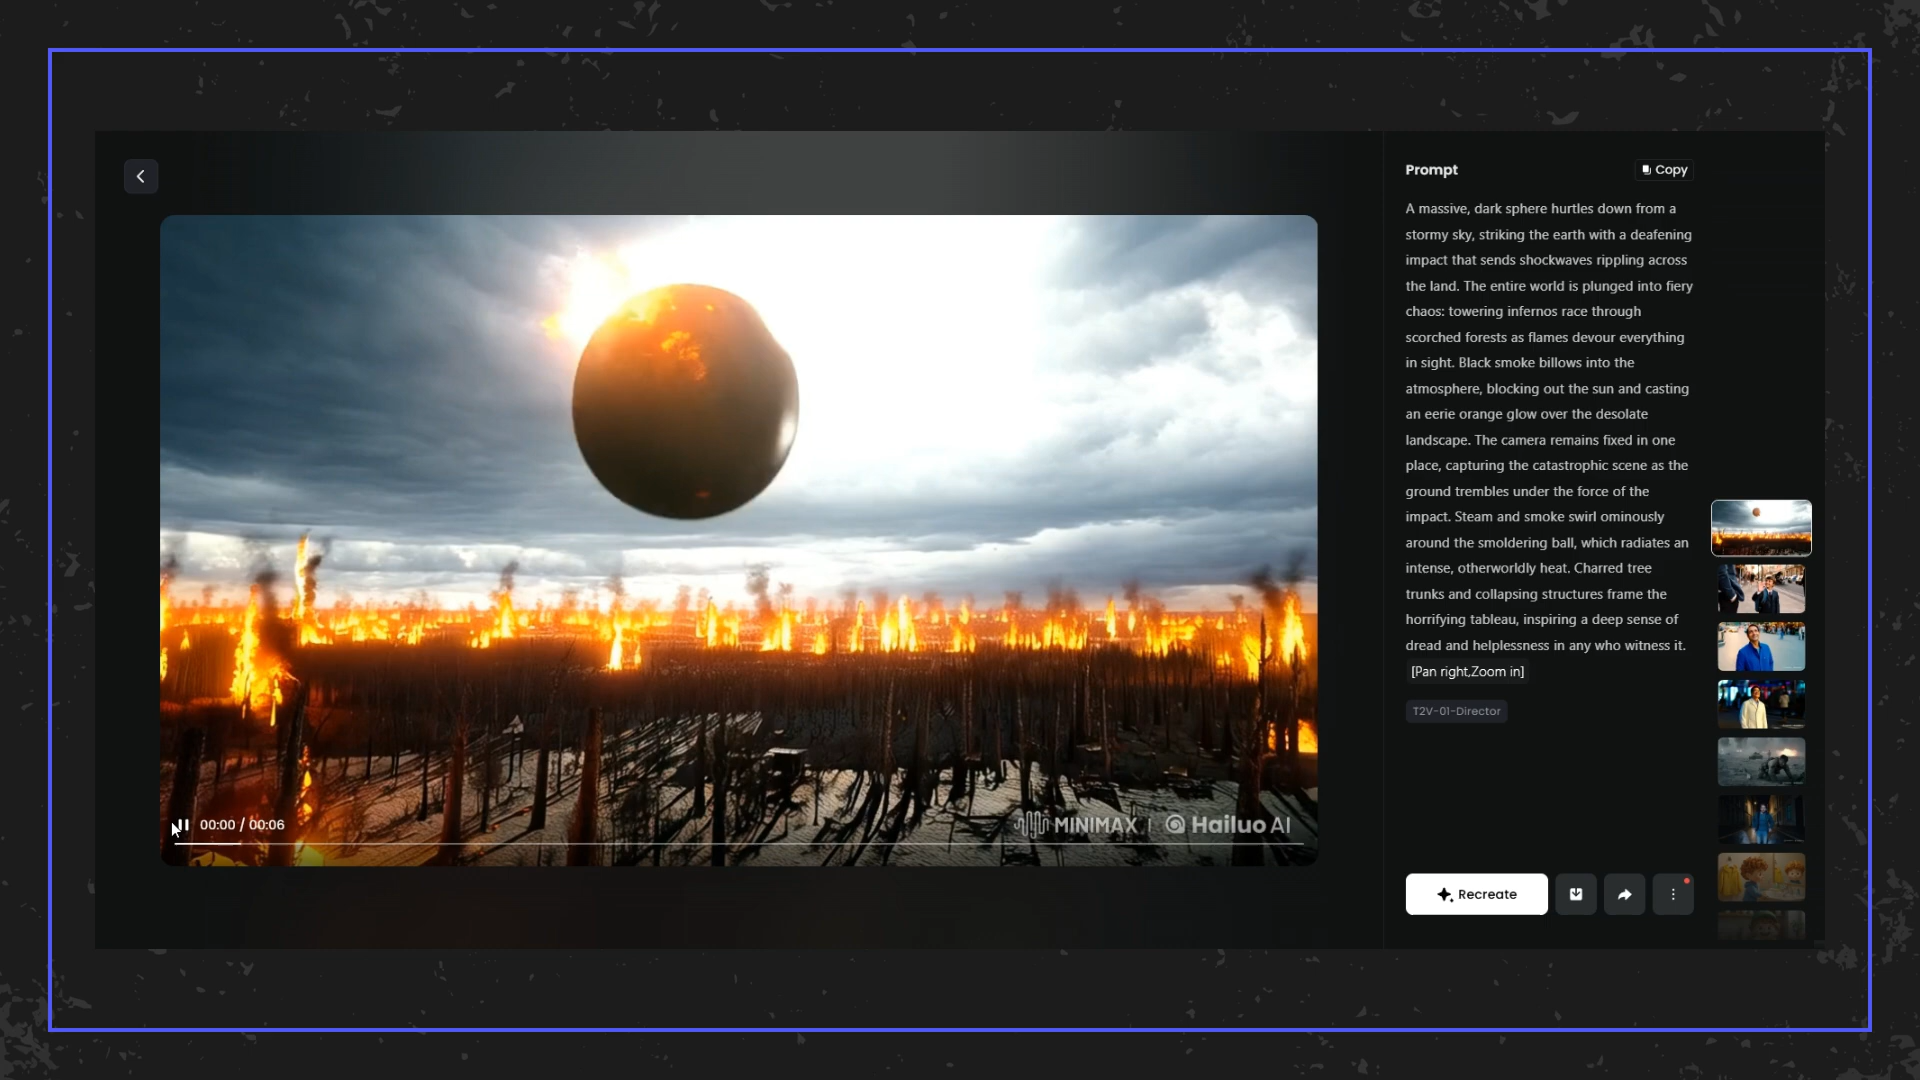 Prompt
Copy
A massive, dark sphere hurtles down from a
stormy sky, striking the earth with a deafening
impact that sends shockwaves rippling across
the land. The entire world is plunged into fiery
chaos: towering infernos race through
scorched forests as flames devour everything
in sight. Black smoke billows into the
atmosphere, blocking out the sun and casting
an eerie orange glow over the desolate
landscape. The camera remains fixed in one
place, capturing the catastrophic scene as the
ground trembles under the force of the
impact. Steam and smoke swirl ominously
around the smoldering ball, which radiates an
intense, otherworldly heat. Charred tree
trunks and collapsing structures frame the
horrifying tableau, inspiring a deep sense of
dread and helplessness in any who witness it.
[Pan right,Zoom in]
T2V-01-Director
00:00 / 00:06
MINIMAX | Hailuo AI
Recreate